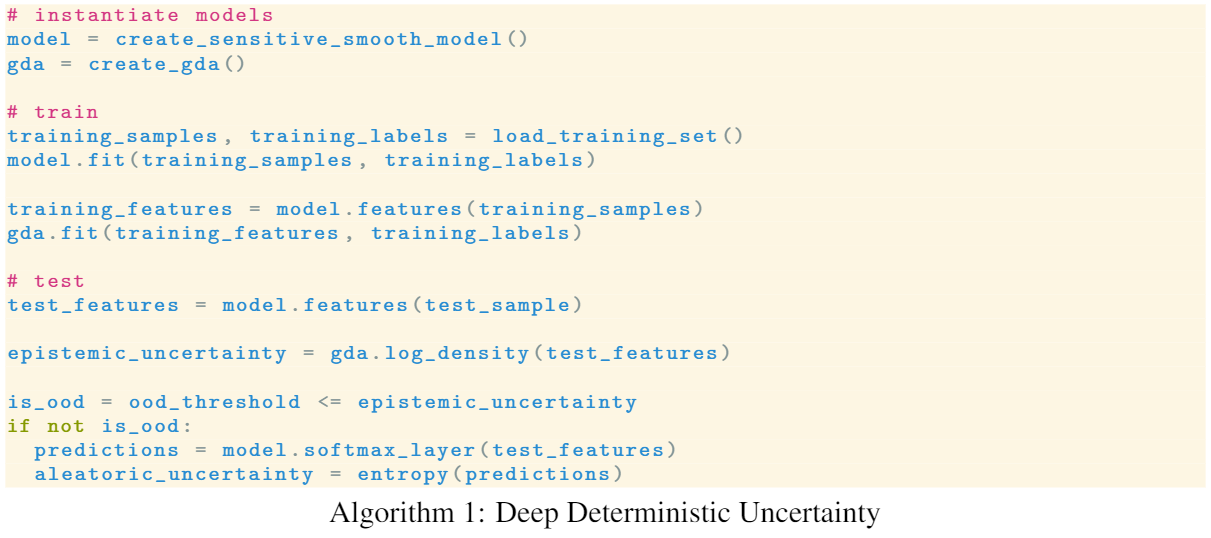 # instantiate models
model = create_sensitive_smooth_model()
gda = create_gda()
# train
training_samples, training_labels = load_training_set()
model.fit(training_samples, training_labels)
training_features = model.features(training_samples)
gda.fit(training_features, training_labels)
# test
test_features = model.features(test_sample)
epistemic_uncertainty = gda.log_density(test_features)
is_ood = ood_threshold <= epistemic_uncertainty
if not is_ood:
  predictions = model.softmax_layer(test_features)
  aleatoric_uncertainty = entropy(predictions)
Algorithm 1: Deep Deterministic Uncertainty